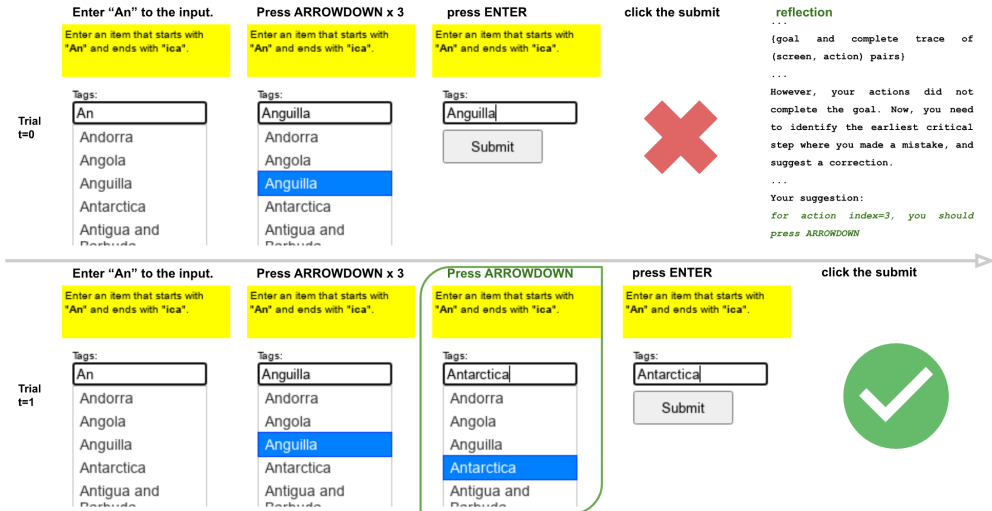 Enter “An” to the input.
Press ARROWDOWN x 3
press ENTER
click the submit
reflection
Trial
t=0
Enter an item that starts with
"An" and ends with "ica".
Tags:
An
Andorra
Angola
Anguilla
Antarctica
Antigua and
Barbuda
Enter an item that starts with
"An" and ends with "ica".
Tags:
Anguilla
Andorra
Angola
Anguilla
Antarctica
Antigua and
Barbuda
Enter an item that starts with
"An" and ends with "ica".
Tags:
Anguilla
Submit
...
{goal and complete trace of
(screen, action) pairs}
...
However, your actions did not
complete the goal. Now, you need
to identify the earliest critical
step where you made a mistake, and
suggest a correction.
...
Your suggestion:
for action index=3, you should
press ARROWDOWN
Enter “An” to the input.
Press ARROWDOWN x 3
Press ARROWDOWN
press ENTER
click the submit
Trial
t=1
Enter an item that starts with
"An" and ends with "ica".
Tags:
An
Andorra
Angola
Anguilla
Antarctica
Antigua and
Barbuda
Enter an item that starts with
"An" and ends with "ica".
Tags:
Anguilla
Andorra
Angola
Anguilla
Antarctica
Antigua and
Barbuda
Enter an item that starts with
"An" and ends with "ica".
Tags:
Antarctica
Andorra
Angola
Anguilla
Antarctica
Antigua and
Barbuda
Enter an item that starts with
"An" and ends with "ica".
Tags:
Antarctica
Submit